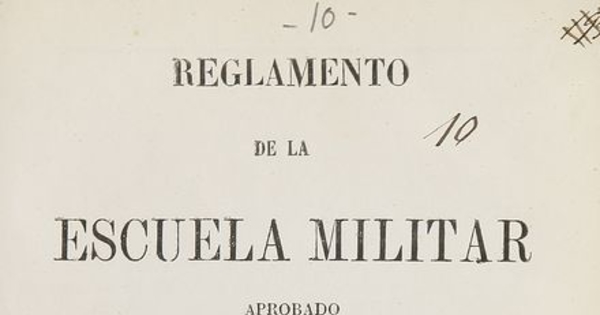 -10-
REGLAMENTO
10
DE LA
ESCUELA MILITAR
APROBADO